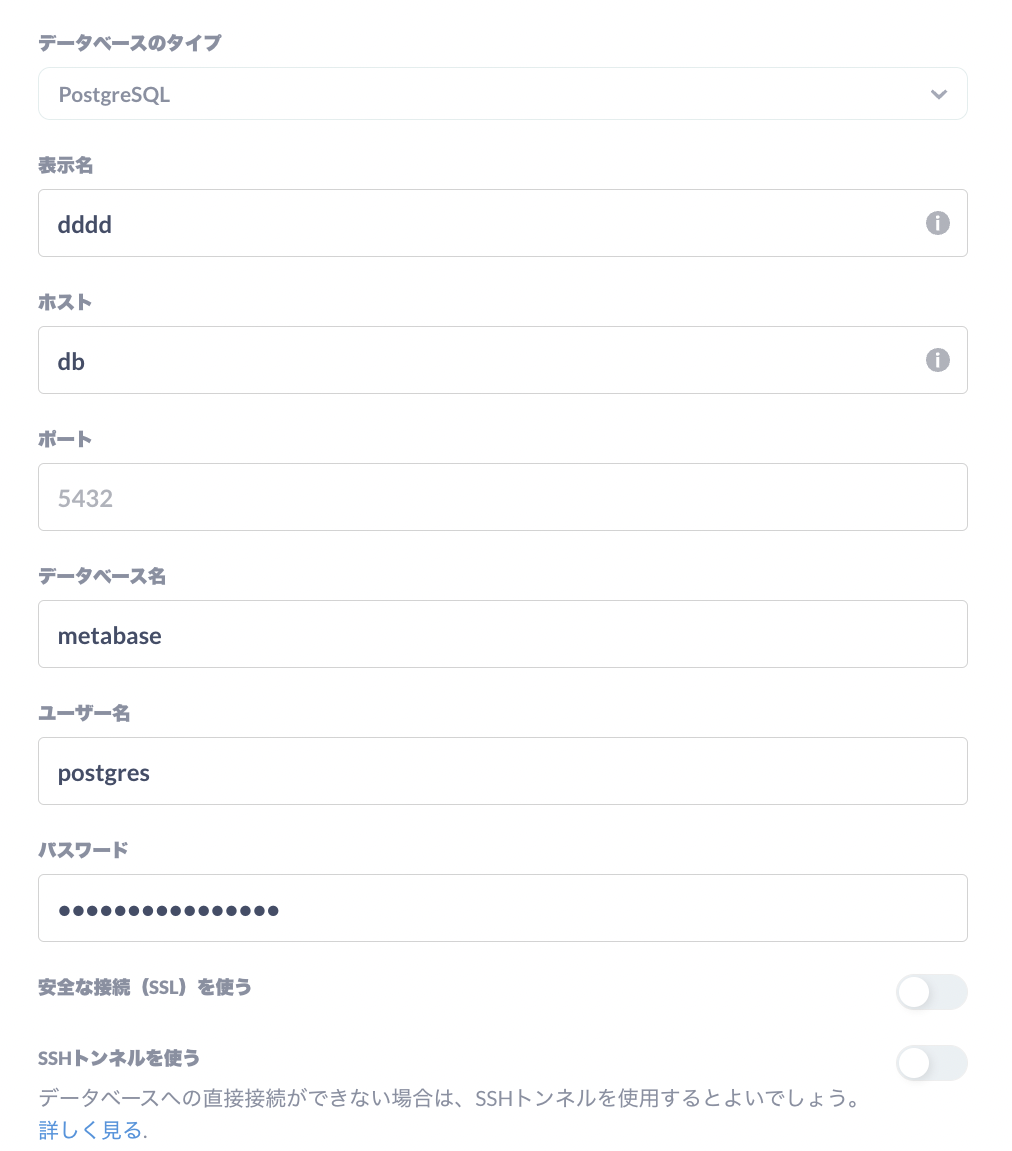 データベースのタイプ
PostgreSQL
表示名
dddd
ホスト
db
ポート
5432
データベース名
metabase
ユーザー名
postgres
パスワード
••••••••••••••••
安全な接続（SSL）を使う
SSHトンネルを使う
データベースへの直接接続ができない場合は、SSHトンネルを使用するとよいでしょう。
詳しく見る.